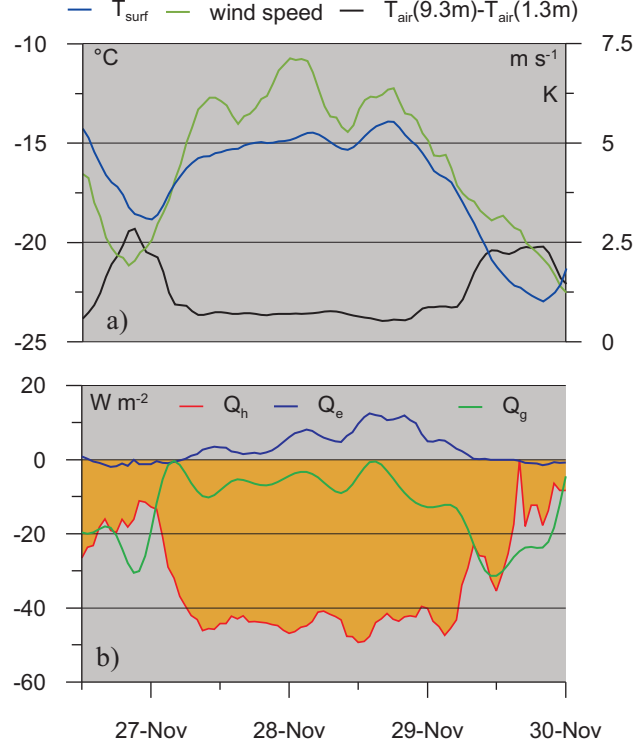 T_surf wind speed T_air(9.3m)-T_air(1.3m)
-10 °C m s⁻¹ 7.5
K
-15 5
-20 2.5
-25 a) 0
20 W m⁻² Q_h Q_e Q_g
0
-20
-40
-60 b)
27-Nov 28-Nov 29-Nov 30-Nov